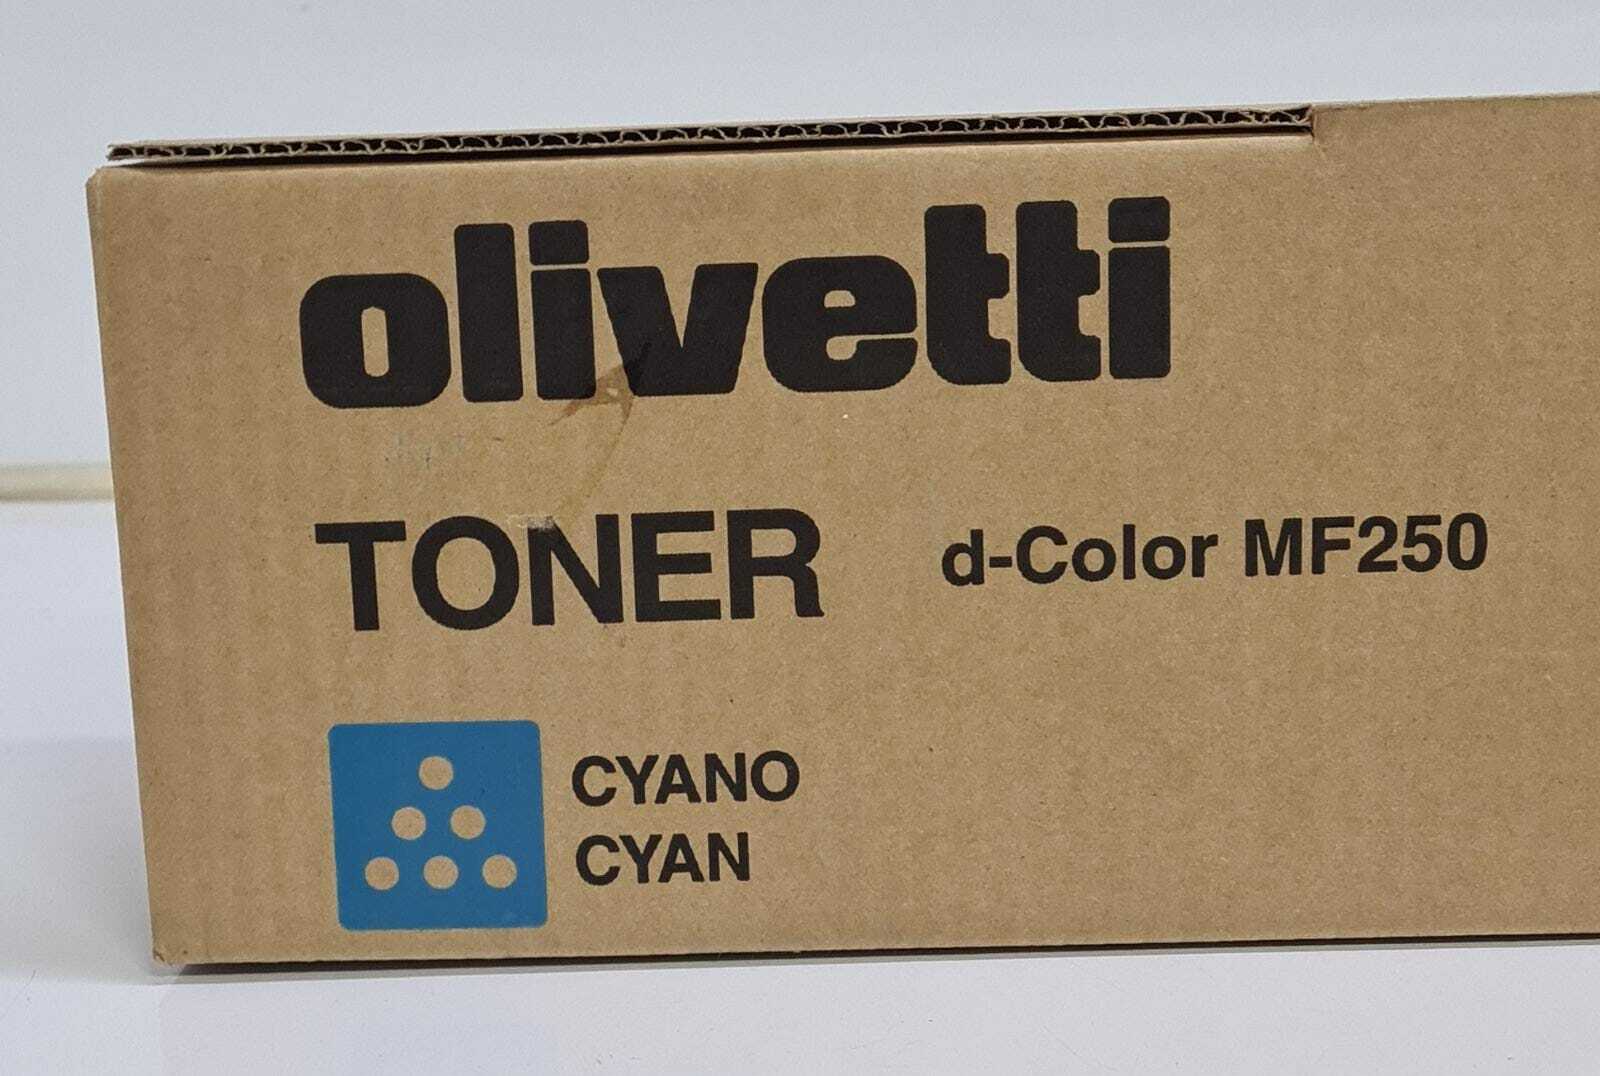 olivetti
TONER d-Color MF250
CYANO
CYAN